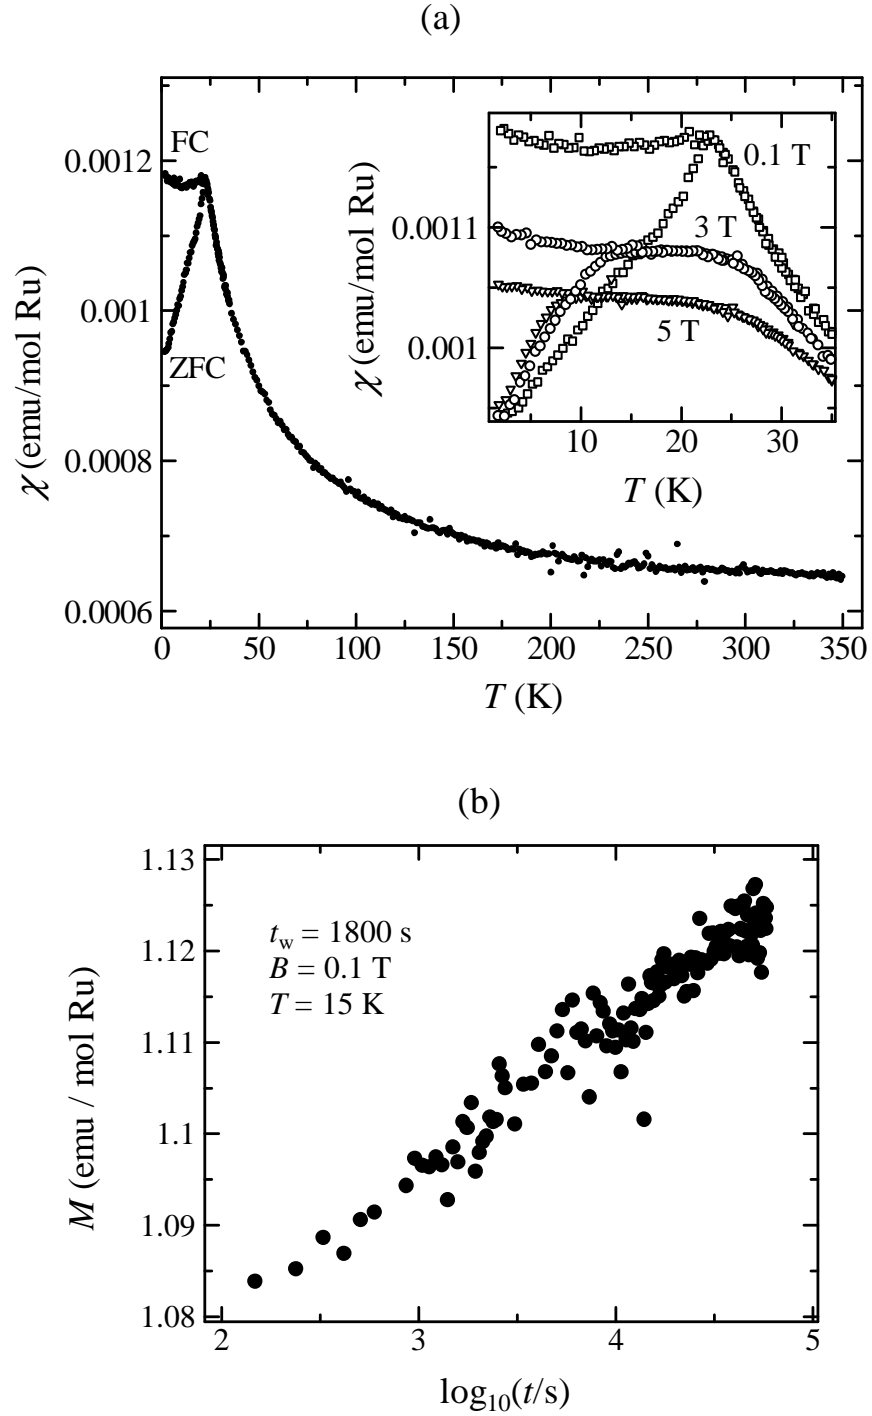 (a)
FC
ZFC
0.0012
0.001
0.0008
0.0006
χ (emu/mol Ru)
0 50 100 150 200 250 300 350
T (K)
0.1 T
3 T
5 T
0.0011
0.001
χ (emu/mol Ru)
10 20 30
T (K)
(b)
1.13
1.12
1.11
1.1
1.09
1.08
M (emu / mol Ru)
t_w = 1800 s
B = 0.1 T
T = 15 K
2 3 4 5
log₁₀(t/s)